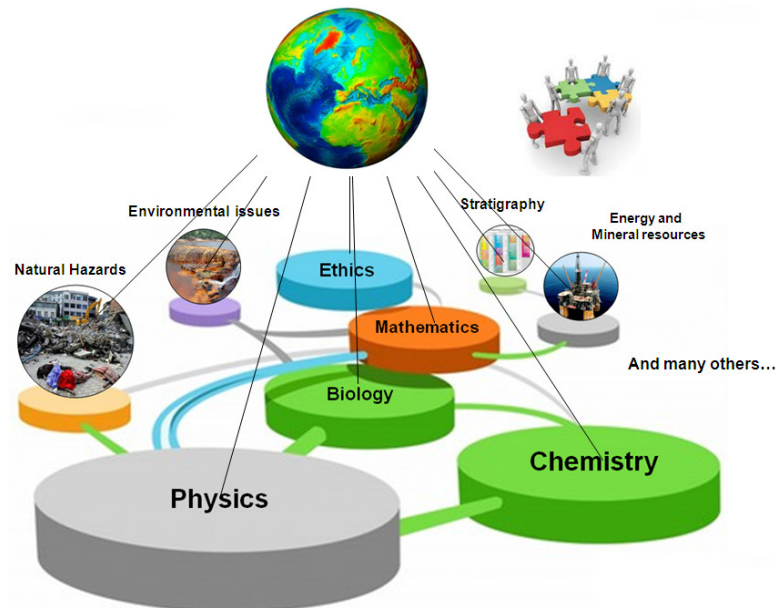 Environmental issues
Stratigraphy
Energy and
Mineral resources
Natural Hazards
Ethics
Mathematics
And many others…
Biology
Chemistry
Physics